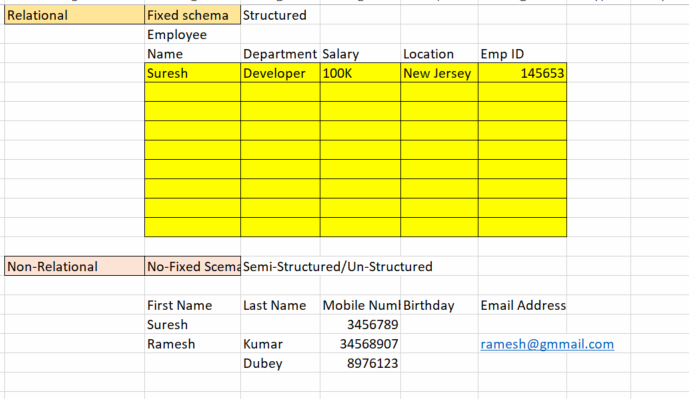 Relational Fixed schema Structured
Employee
Name Department Salary Location Emp ID
Suresh Developer 100K New Jersey 145653
Non-Relational No-Fixed Scema Semi-Structured/Un-Structured
First Name Last Name Mobile Numl Birthday Email Address
Suresh 3456789
Ramesh Kumar 34568907 ramesh@gmmail.com
Dubey 8976123